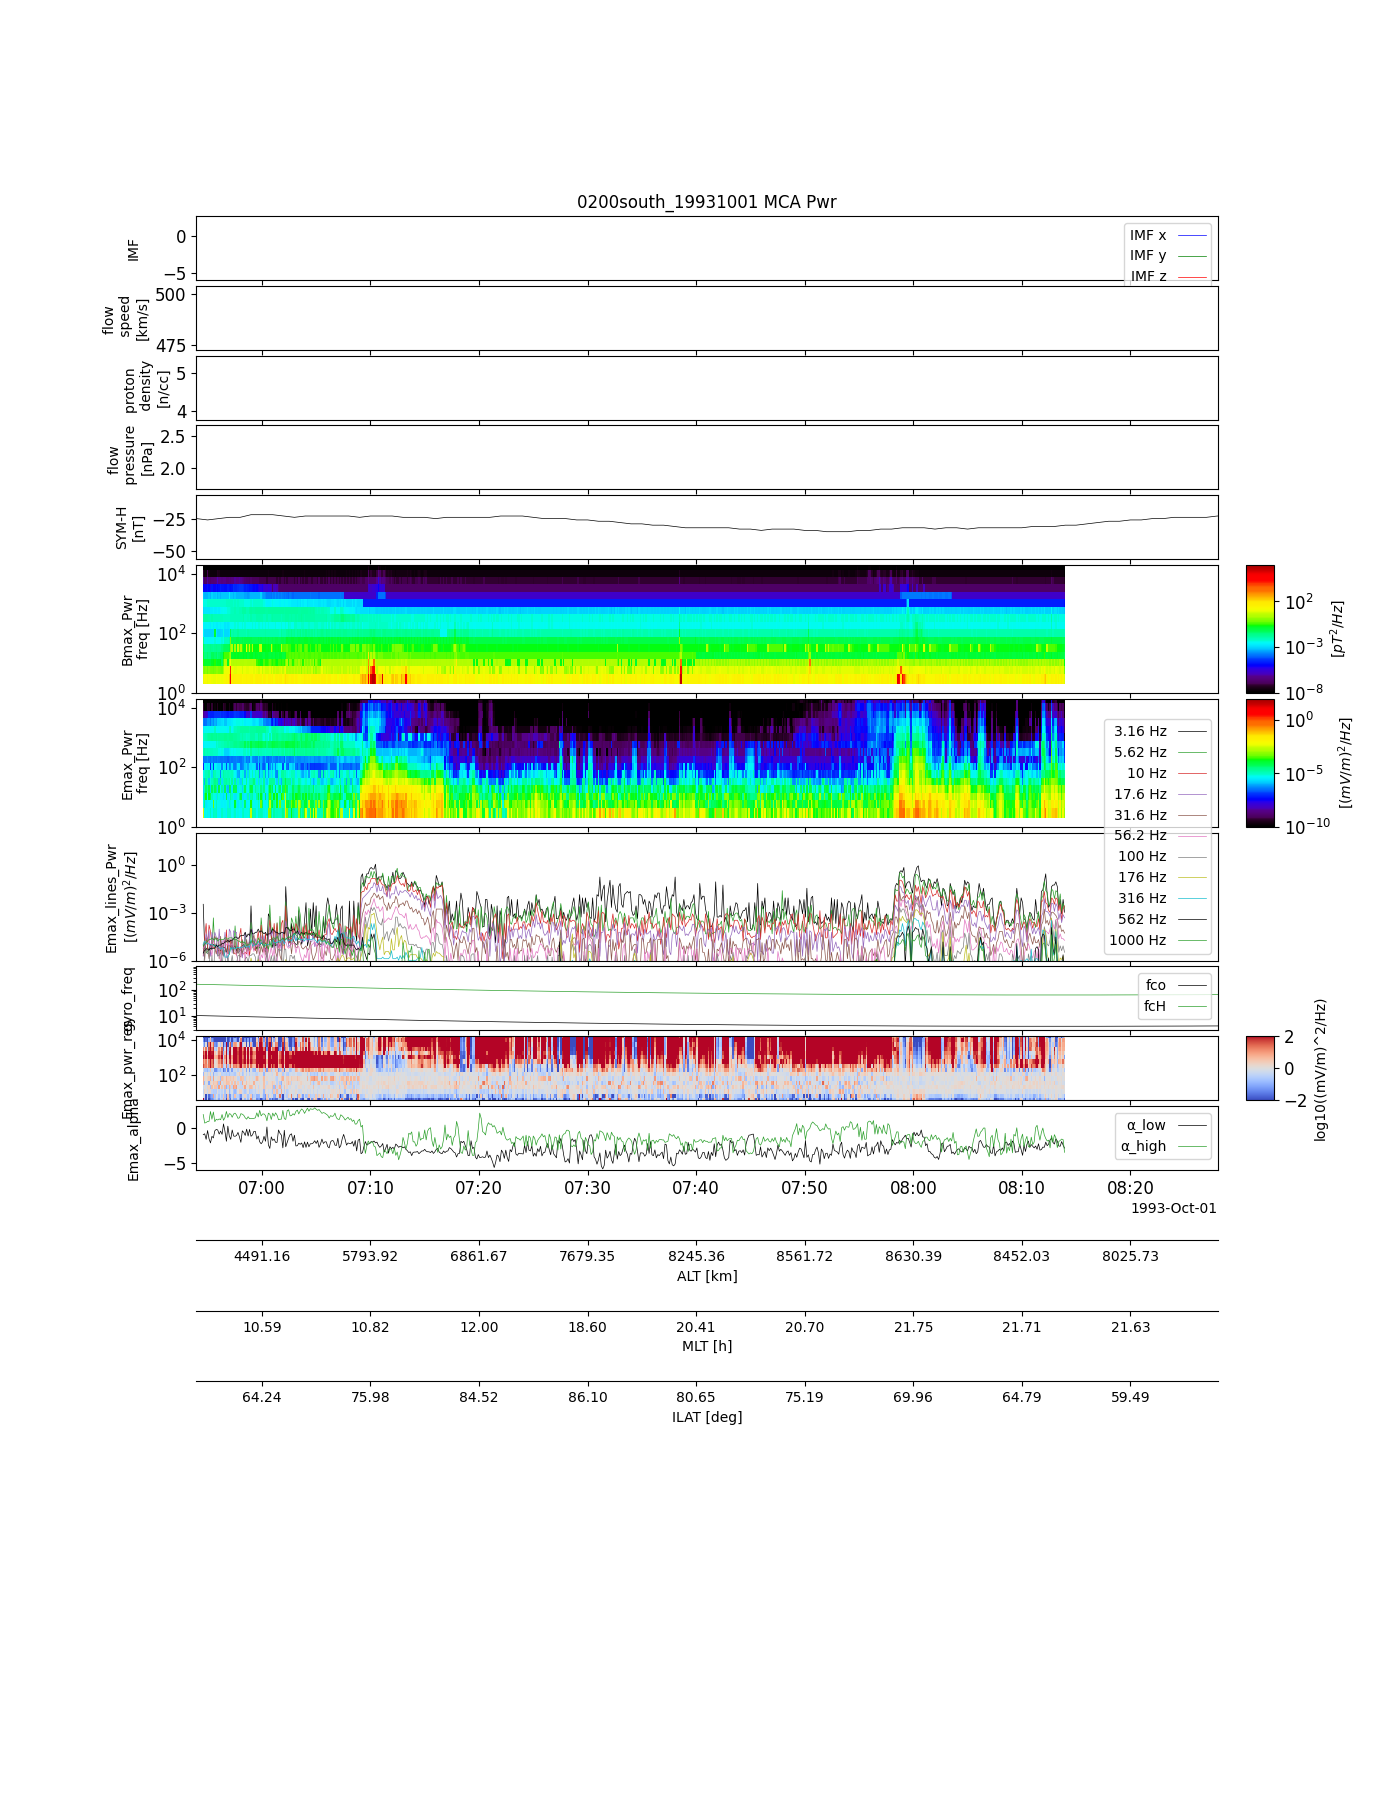 0200south_19931001 MCA Pwr
IMF
0
−5
IMF x
IMF y
IMF z
flow
speed
[km/s]
500
475
proton
density
[n/cc]
5
4
flow
pressure
[nPa]
2.5
2.0
SYM-H
[nT]
−25
−50
Bmax_Pwr
freq [Hz]
10^4
10^2
10^0
10^2
10^−3
10^−8
[pT^2/Hz]
Emax_Pwr
freq [Hz]
10^4
10^2
10^0
10^0
10^−5
10^−10
[(mV/m)^2/Hz]
3.16 Hz
5.62 Hz
10 Hz
17.6 Hz
31.6 Hz
56.2 Hz
100 Hz
176 Hz
316 Hz
562 Hz
1000 Hz
Emax_lines_Pwr
[(mV/m)^2/Hz]
10^0
10^−3
10^−6
gyro_freq
10^2
10^1
fco
fcH
Emax_pwr_reg
10^4
10^2
2
0
−2
log10((mV/m)^2/Hz)
Emax_alpha
0
−5
α_low
α_high
07:00 07:10 07:20 07:30 07:40 07:50 08:00 08:10 08:20
1993-Oct-01
4491.16 5793.92 6861.67 7679.35 8245.36 8561.72 8630.39 8452.03 8025.73
ALT [km]
10.59 10.82 12.00 18.60 20.41 20.70 21.75 21.71 21.63
MLT [h]
64.24 75.98 84.52 86.10 80.65 75.19 69.96 64.79 59.49
ILAT [deg]